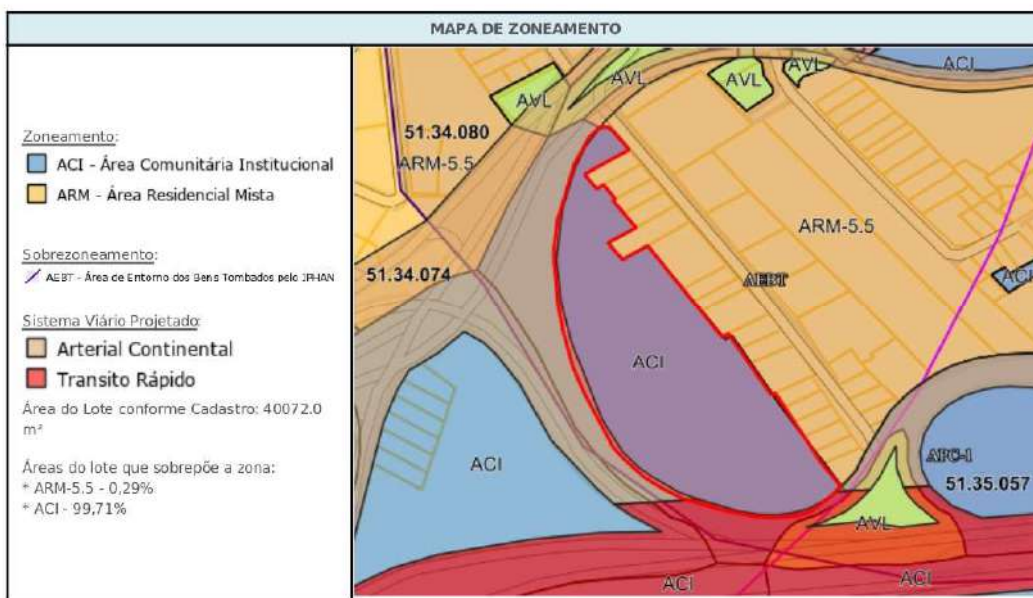 MAPA DE ZONEAMENTO
Zoneamento:
ACI - Área Comunitária Institucional
ARM - Área Residencial Mista
Sobrezoneamento:
AEBT - Área de Entorno dos Bens Tombados pelo IPHAN
Sistema Viário Projetado:
Arterial Continental
Transito Rápido
Área do Lote conforme Cadastro: 40072.0
m²
Áreas do lote que sobrepõe a zona:
* ARM-5.5 - 0,29%
* ACI - 99,71%
ACI
AVL
AVL
AVL
AVL
51.34.080
ARM-5.5
ARM-5.5
51.34.074
AEBT
ACI
ACI
ACI
APC-1
51.35.057
AVL
ACI
ACI